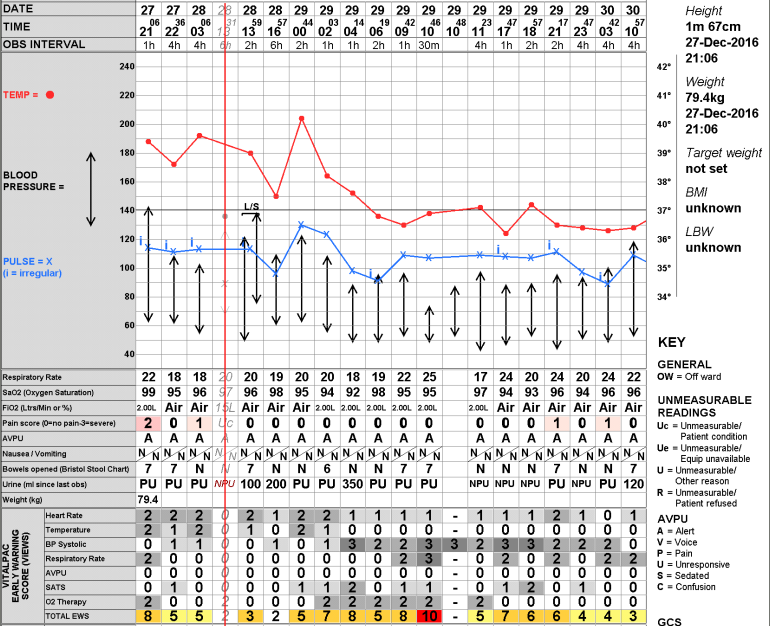 DATE 27 27 28 28 28 28 29 29 29 29 29 29 29 29 29 29 29 29 30 30
06 36 06 31 59 57 44 03 14 19 42 46 48 23 47 57 17 47 42 57
TIME 21 22 03 13 13 16 00 02 04 06 09 10 10 11 17 21 23 03 10
OBS INTERVAL 1h 4h 4h 6h 2h 6h 2h 1h 1h 2h 1h 30m 4h 4h
240 42°
TEMP = 220 41°
200 40°
180 39°
BLOOD
PRESSURE = 160 38°
L/S
140 37°
PULSE = X
(i = irregular)
i i i i i i i
120 36°
100 35°
80 34°
60
40
Respiratory Rate 22 18 18 20 20 19 20 20 18 19 22 25 17 24 20 24 20 24 22
SaO2 (Oxygen Saturation) 99 95 96 97 96 98 95 94 92 98 95 95 97 94 93 96 96 96 96
FiO2 (Ltrs/Min or %) 2.00L Air Air 15L Air Air Air 2.00L 2.00L 2.00L 2.00L 2.00L 2.00L Air Air Air Air Air Air
Pain score (0=no pain-3=severe) 2 0 1 Uc 0 0 0 0 0 0 0 0 0 0 0 1 0 1 0
AVPU A A A A A A A A A A A A A A A A A A A
Nausea / Vomiting N/N N/N N/N N/N N/N N/N N/N N/N N/N N/N N/N N/N N/N N/N N/N N/N N/N N/N N/N
Bowels opened (Bristol Stool Chart) 7 7 N N 7 N N 6 N N 7 7 N N N 7 N N 7
Urine (ml since last obs) PU PU PU NPU 100 200 PU PU 350 PU PU PU NPU NPU NPU PU PU PU 120
Weight (kg) 79.4
VITALPAC
EARLY WARNING
SCORE (VIEWS)
Heart Rate 2 2 2 0 2 1 2 2 1 1 1 1 - 1 1 1 2 1 0 1
Temperature 2 1 2 0 1 0 2 1 0 0 0 0 - 0 0 0 0 0 0 0
BP Systolic 0 1 1 0 0 1 0 1 3 2 2 3 3 2 3 3 2 2 1 0
Respiratory Rate 2 0 0 0 0 0 0 0 0 0 2 3 - 0 2 0 2 0 2 2
AVPU 0 0 0 0 0 0 0 0 0 0 0 0 - 0 0 0 0 0 0 0
SATS 0 1 0 0 0 0 1 1 2 0 1 1 - 0 1 2 0 0 0
O2 Therapy 2 0 0 2 0 0 0 2 2 2 2 2 - 2 0 0 0 0 0 0
TOTAL EWS 8 5 5 2 3 2 5 7 8 5 8 10 - 5 7 6 6 4 4 3
Height
1m 67cm
27-Dec-2016
21:06
Weight
79.4kg
27-Dec-2016
21:06
Target weight
not set
BMI
unknown
LBW
unknown
KEY
GENERAL
OW = Off ward
UNMEASURABLE
READINGS
Uc = Unmeasurable/
Patient condition
Ue = Unmeasurable/
Equip unavailable
U = Unmeasurable/
Other reason
R = Unmeasurable/
Patient refused
AVPU
A = Alert
V = Voice
P = Pain
U = Unresponsive
S = Sedated
C = Confusion
GCS